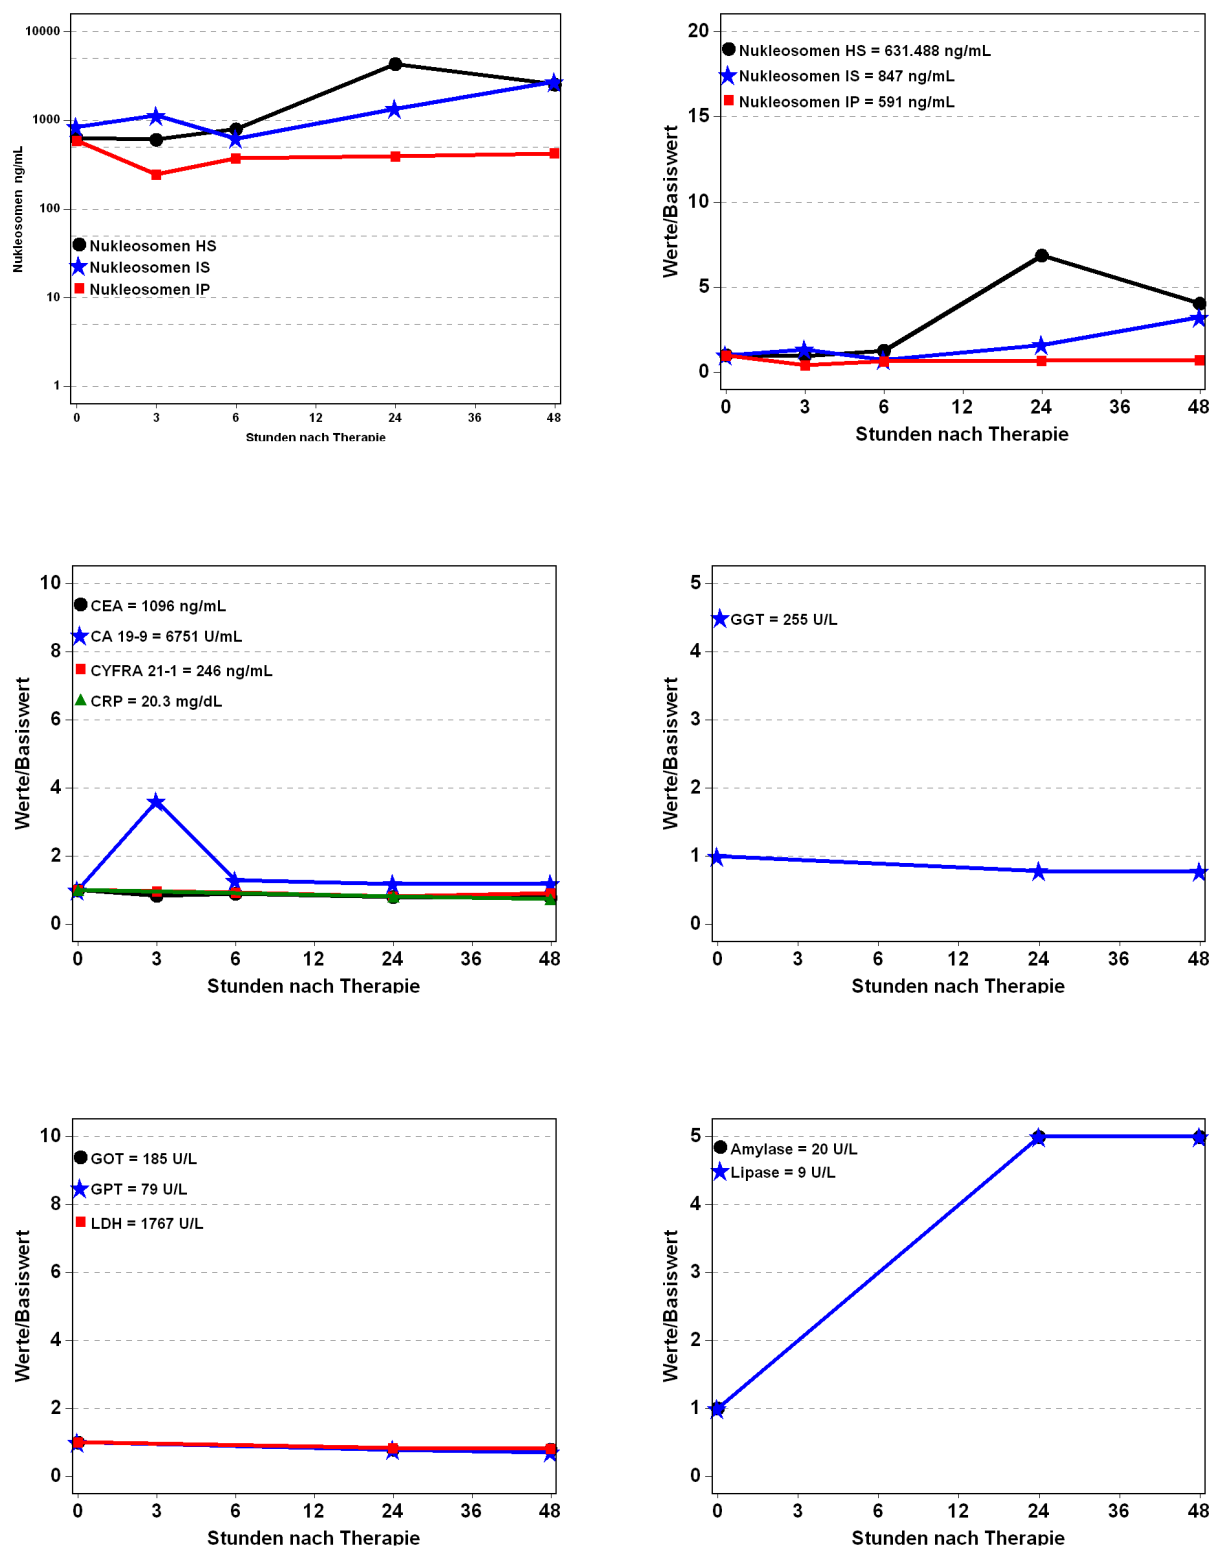 10000
1000
100
10
1
Nukleosomen ng/mL
Nukleosomen HS
Nukleosomen IS
Nukleosomen IP
0 3 6 12 24 36 48
Stunden nach Therapie
20
15
10
5
0
Werte/Basiswert
Nukleosomen HS = 631.488 ng/mL
Nukleosomen IS = 847 ng/mL
Nukleosomen IP = 591 ng/mL
0 3 6 12 24 36 48
Stunden nach Therapie
10
8
6
4
2
0
Werte/Basiswert
CEA = 1096 ng/mL
CA 19-9 = 6751 U/mL
CYFRA 21-1 = 246 ng/mL
CRP = 20.3 mg/dL
0 3 6 12 24 36 48
Stunden nach Therapie
5
4
3
2
1
0
Werte/Basiswert
GGT = 255 U/L
0 3 6 12 24 36 48
Stunden nach Therapie
10
8
6
4
2
0
Werte/Basiswert
GOT = 185 U/L
GPT = 79 U/L
LDH = 1767 U/L
0 3 6 12 24 36 48
Stunden nach Therapie
5
4
3
2
1
0
Werte/Basiswert
Amylase = 20 U/L
Lipase = 9 U/L
0 3 6 12 24 36 48
Stunden nach Therapie